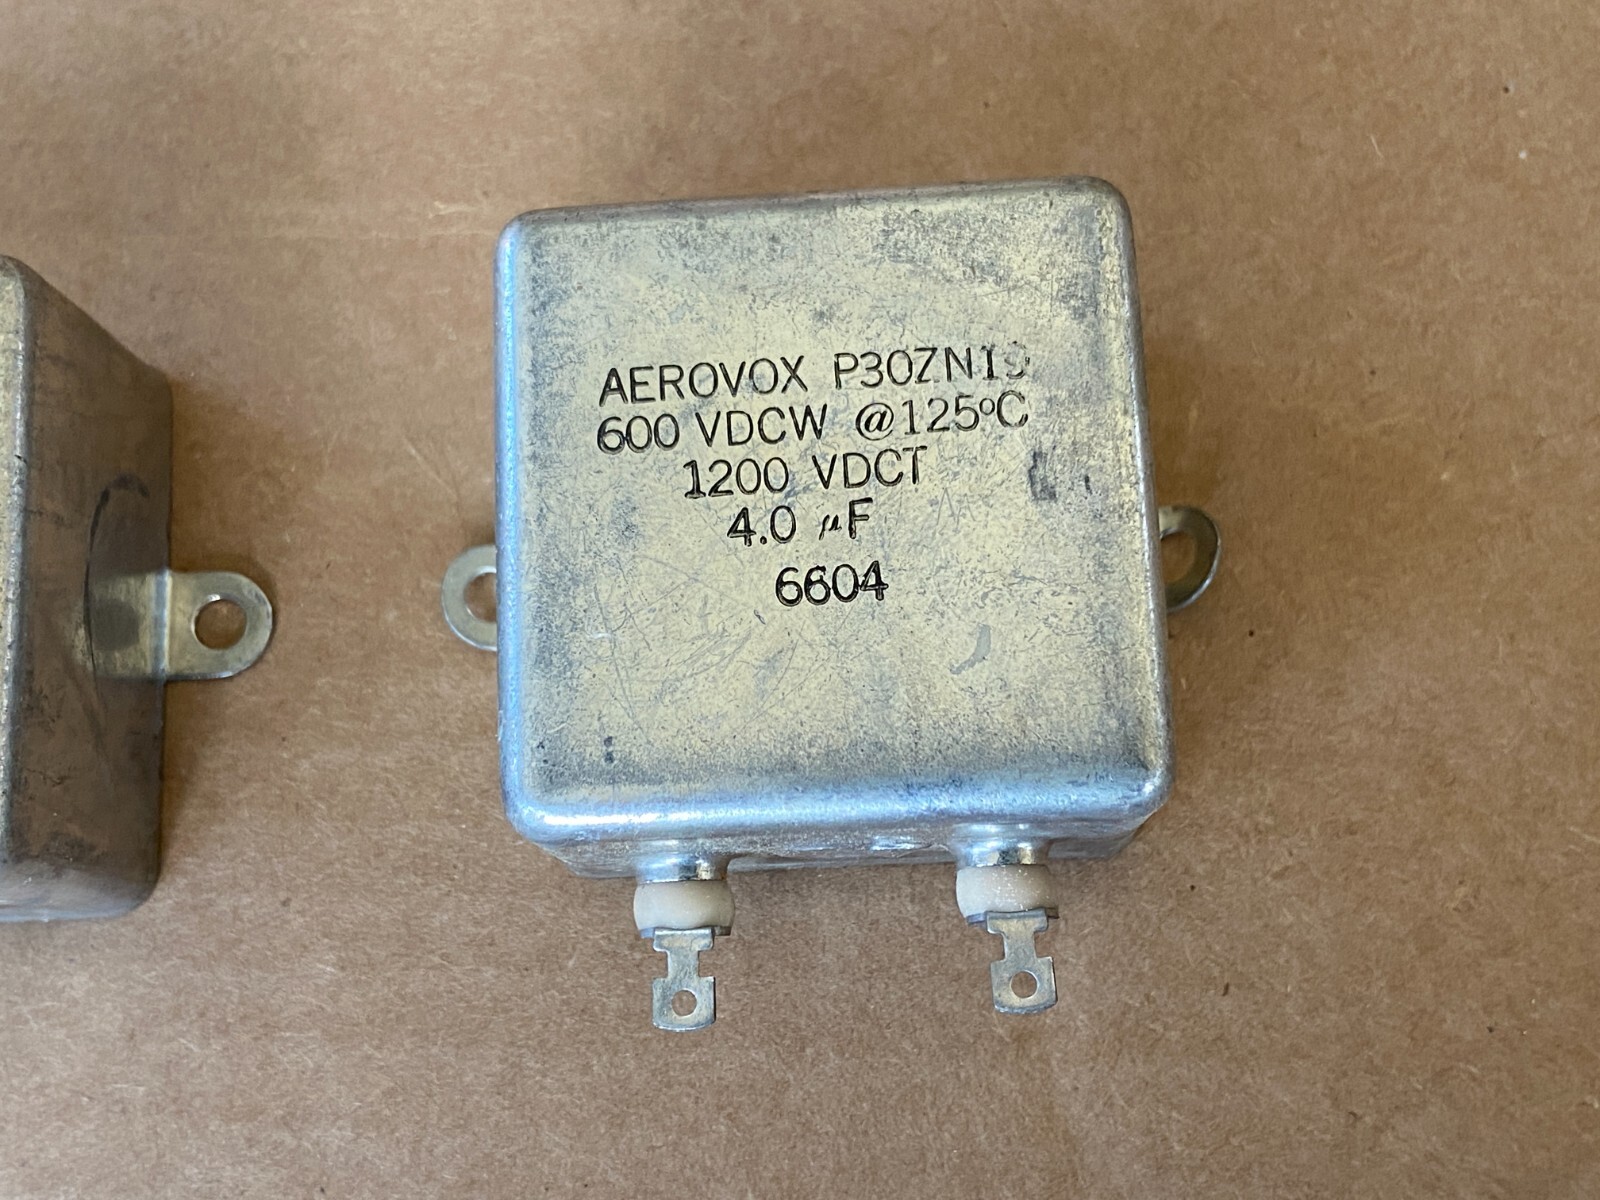 AEROVOX P30ZN19
600 VDCW @125°C
1200 VDCT
4.0 µF
6604